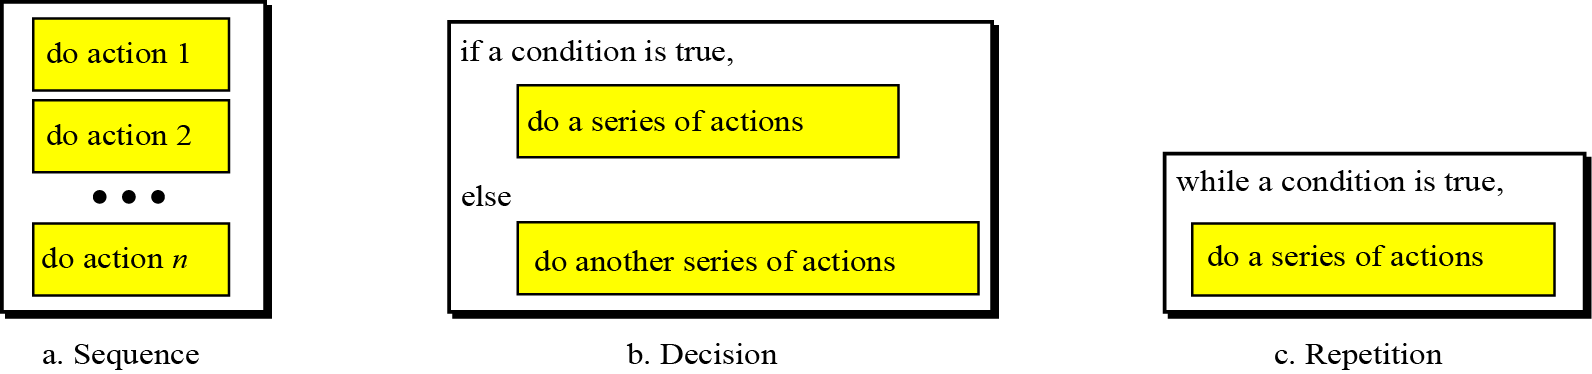 do action 1
do action 2
• • •
do action n
a. Sequence
if a condition is true,
do a series of actions
else
do another series of actions
b. Decision
while a condition is true,
do a series of actions
c. Repetition